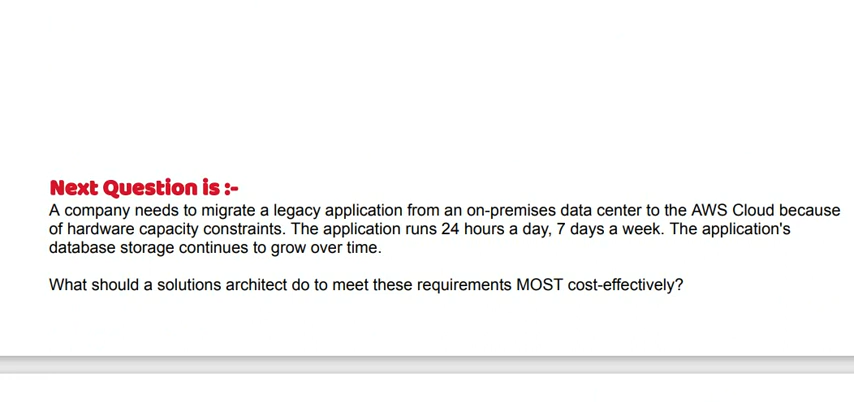 Next Question is :-
A company needs to migrate a legacy application from an on-premises data center to the AWS Cloud because
of hardware capacity constraints. The application runs 24 hours a day, 7 days a week. The application's
database storage continues to grow over time.
What should a solutions architect do to meet these requirements MOST cost-effectively?